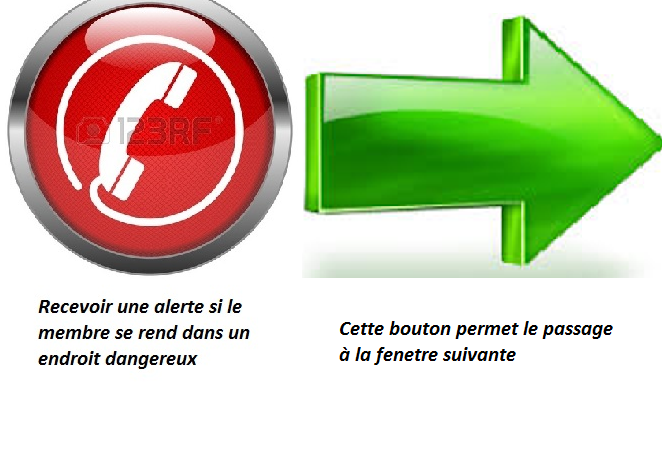 123RF®
Recevoir une alerte si le
membre se rend dans un
endroit dangereux
Cette bouton permet le passage
à la fenetre suivante